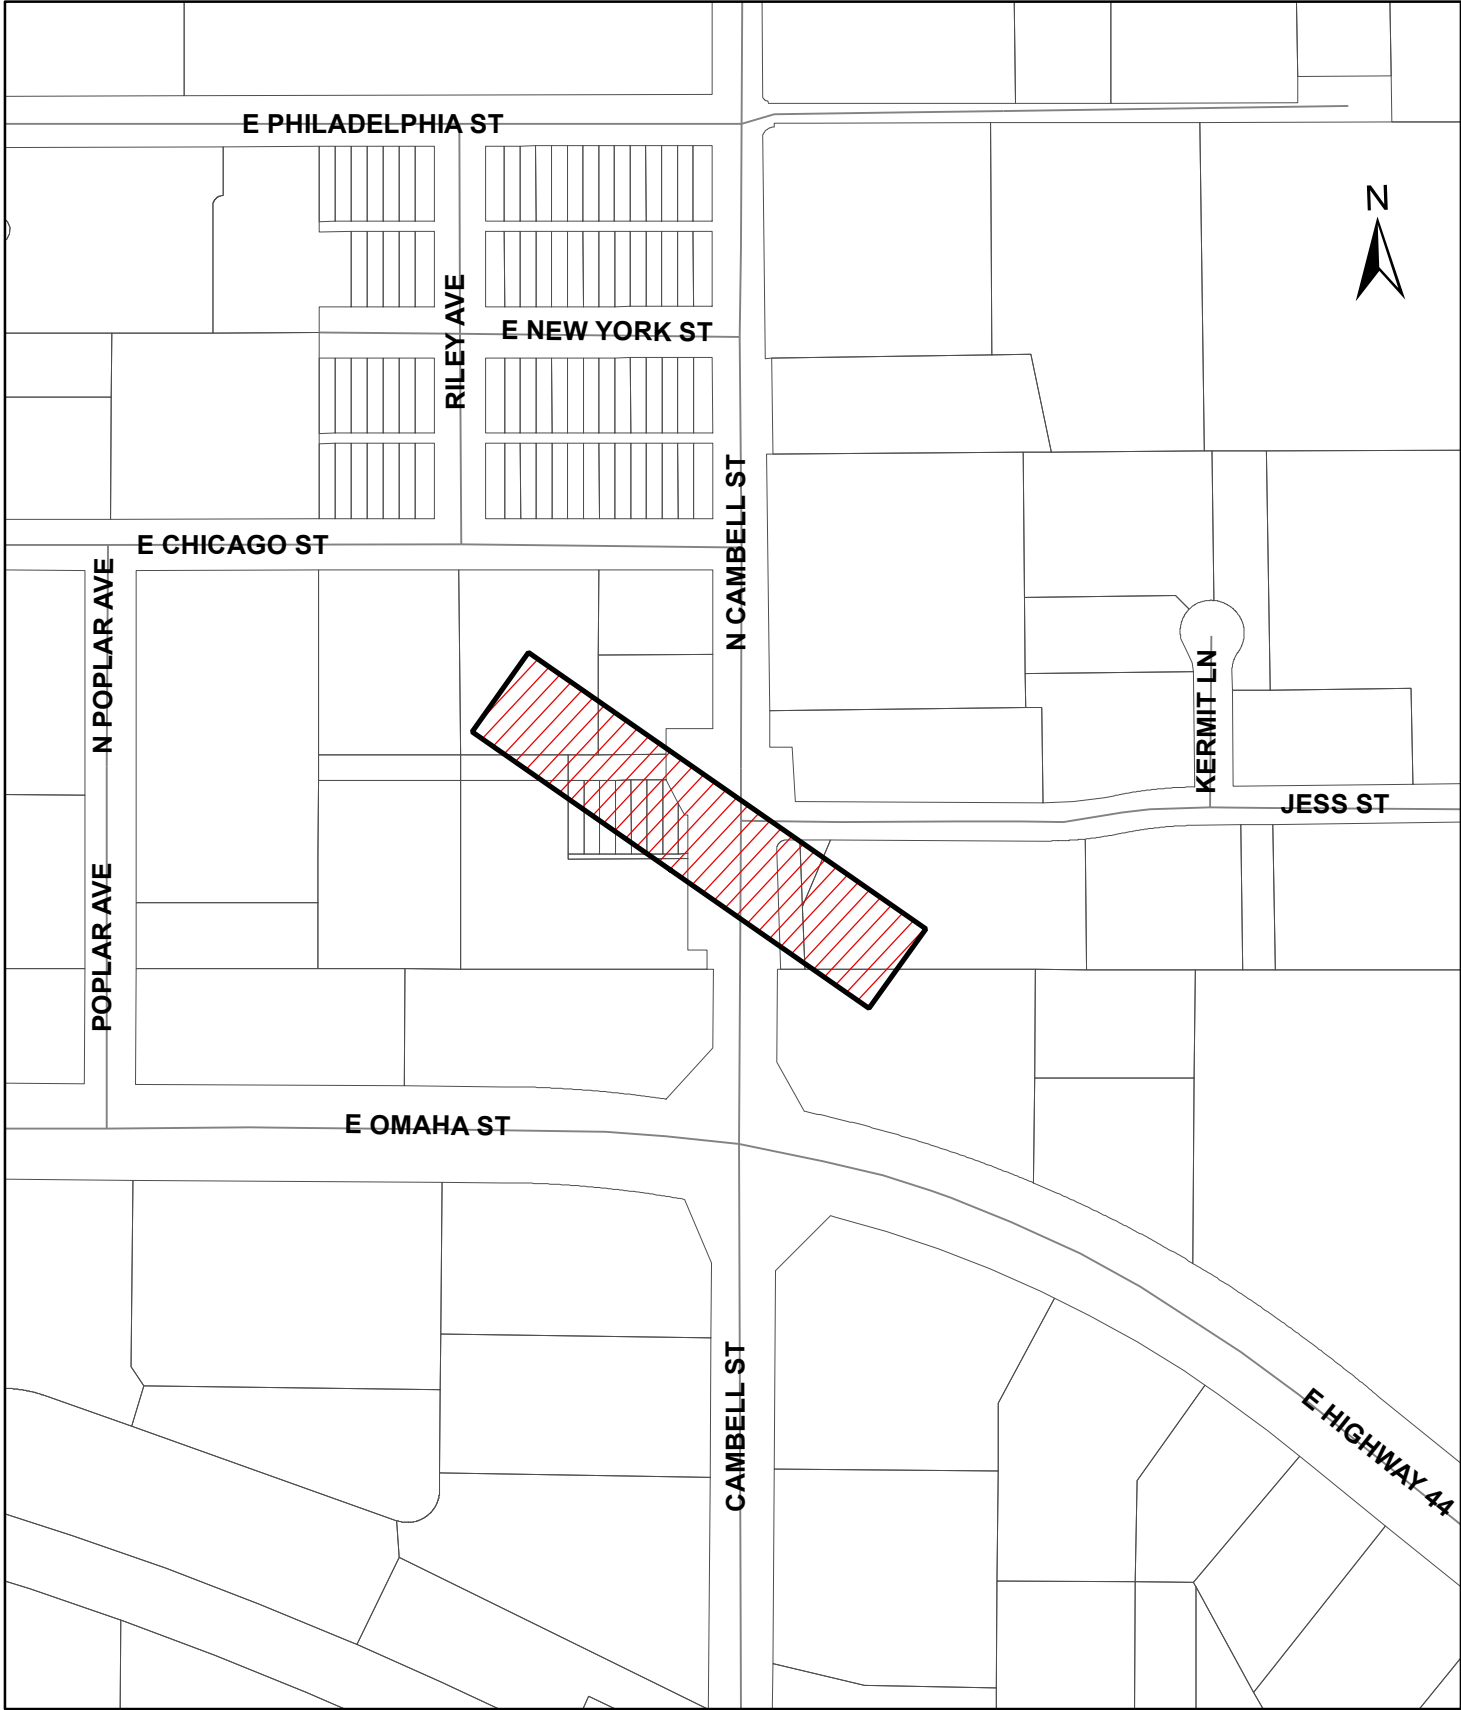 E PHILADELPHIA ST
N
RILEY AVE
E NEW YORK ST
N CAMBELL ST
E CHICAGO ST
N POPLAR AVE
KERMIT LN
JESS ST
POPLAR AVE
E OMAHA ST
CAMBELL ST
E HIGHWAY 44